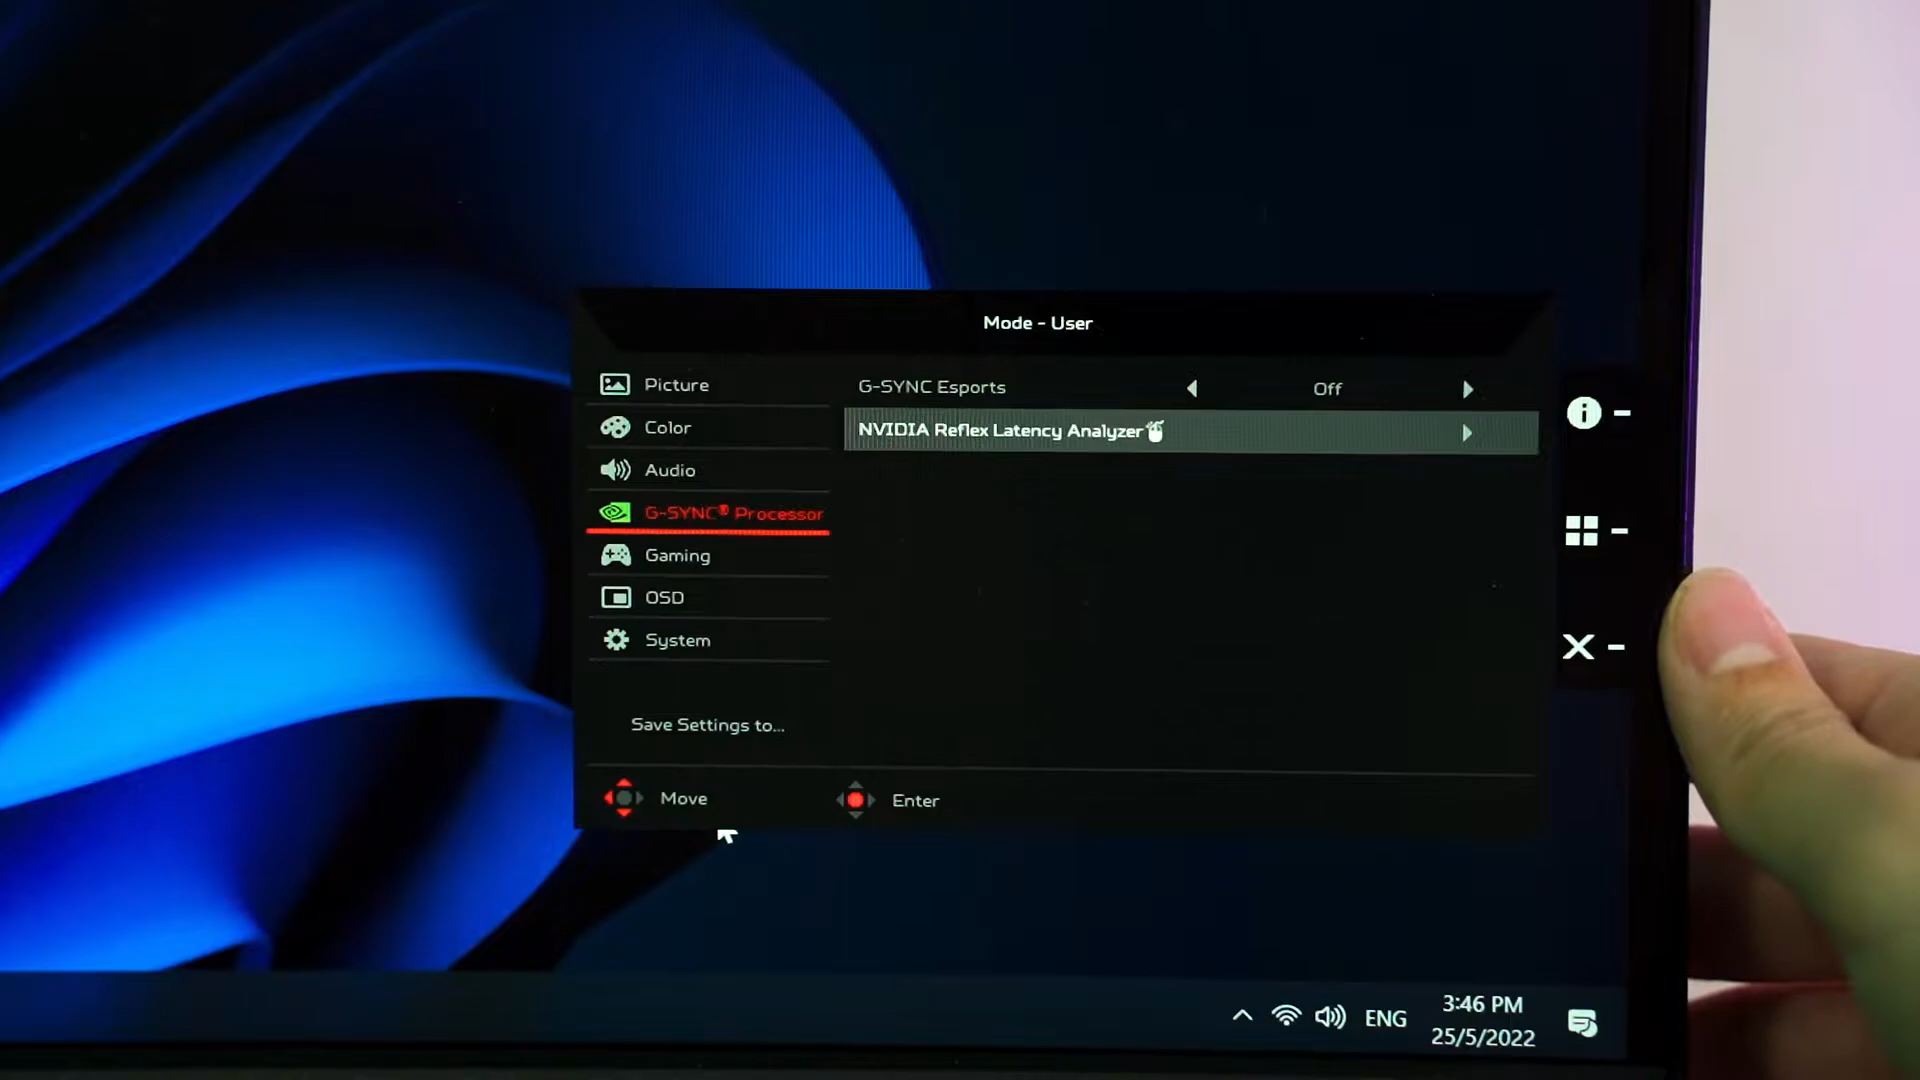 Mode - User
Picture
Color
Audio
G-SYNC® Processor
Gaming
OSD
System
Save Settings to...
G-SYNC Esports Off
NVIDIA Reflex Latency Analyzer
Move Enter
ENG
3:46 PM
25/5/2022